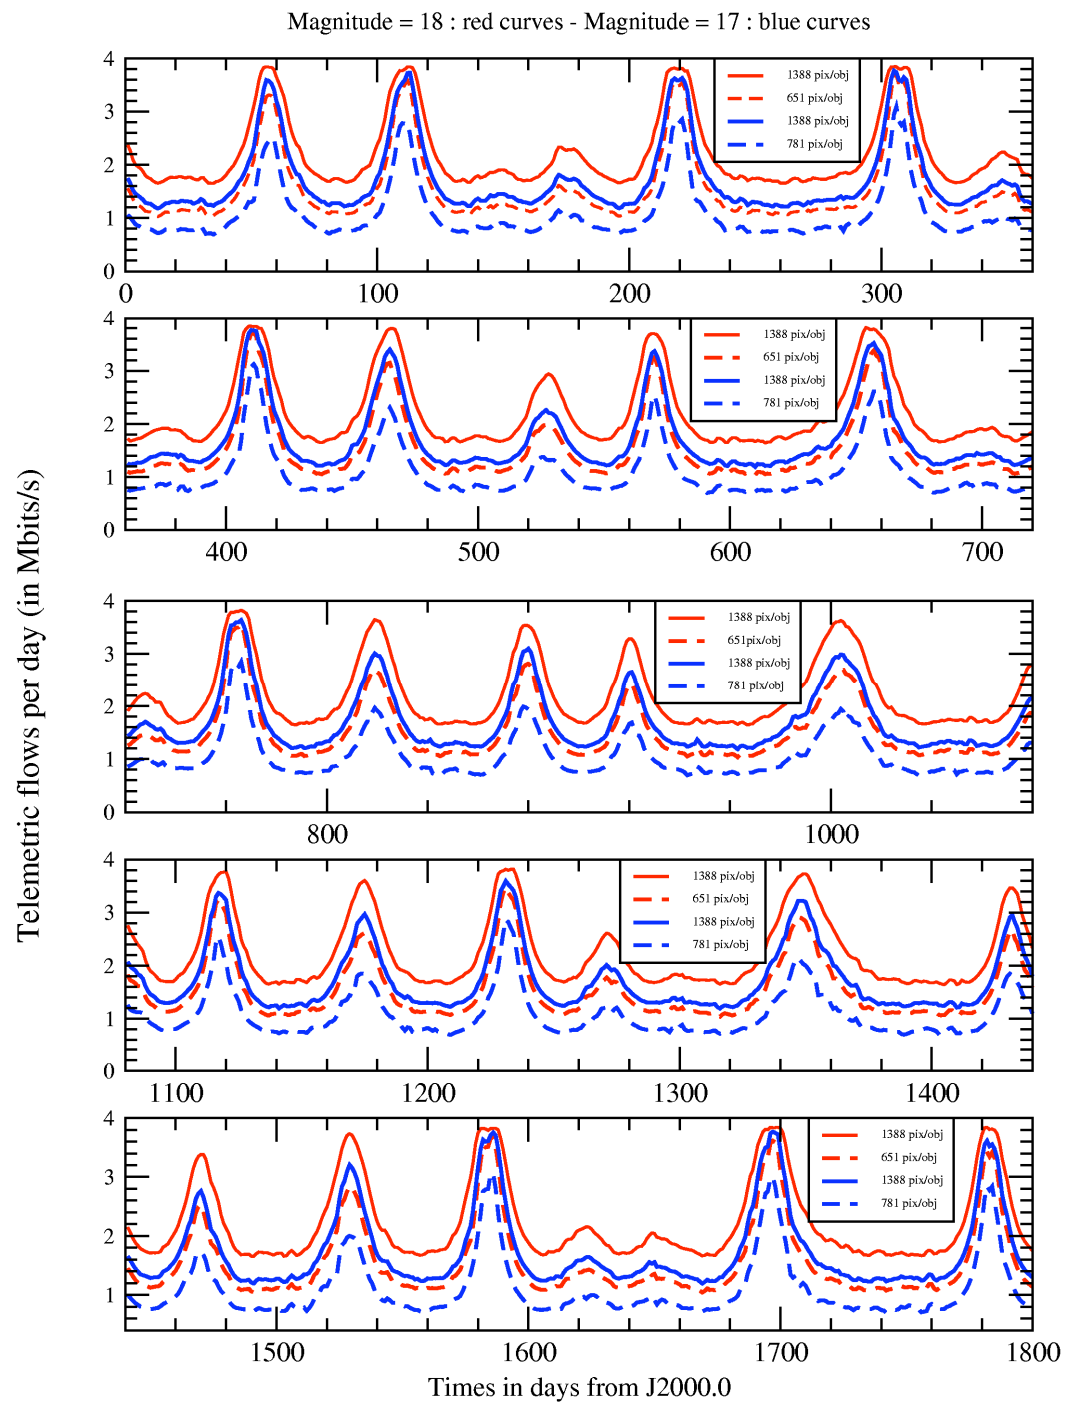 Magnitude = 18 : red curves - Magnitude = 17 : blue curves
Telemetric flows per day (in Mbits/s)
4
3
2
1
0
1388 pix/obj
651 pix/obj
1388 pix/obj
781 pix/obj
0 100 200 300
4
3
2
1
0
1388 pix/obj
651 pix/obj
1388 pix/obj
781 pix/obj
400 500 600 700
4
3
2
1
0
1388 pix/obj
651pix/obj
1388 pix/obj
781 pix/obj
800 1000
4
3
2
1
0
1388 pix/obj
651 pix/obj
1388 pix/obj
781 pix/obj
1100 1200 1300 1400
4
3
2
1
1388 pix/obj
651 pix/obj
1388 pix/obj
781 pix/obj
1500 1600 1700 1800
Times in days from J2000.0